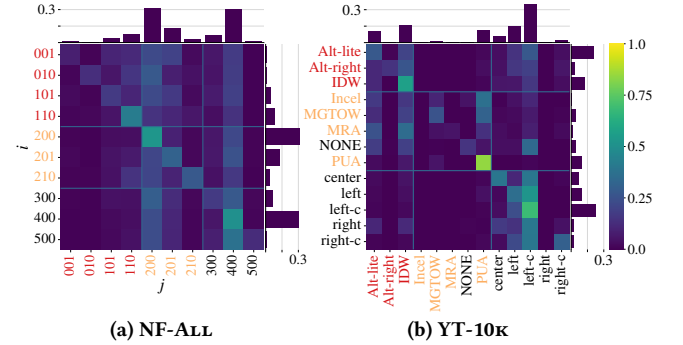 0.3
0.3
001
010
101
110
200
201
210
300
400
500
i
001
010
101
110
200
201
210
300
400
500
0.3
j
Alt-lite
Alt-right
IDW
Incel
MGTOW
MRA
NONE
PUA
center
left
left-c
right
right-c
Alt-lite
Alt-right
IDW
Incel
MGTOW
MRA
NONE
PUA
center
left
left-c
right
right-c
0.3
1.0
0.75
0.50
0.25
0.0
(a) NF-All
(b) YT-10k